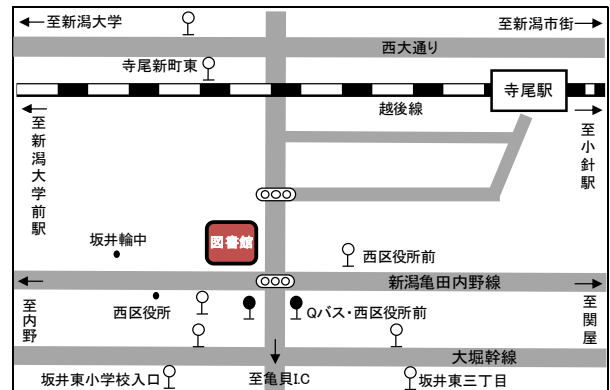 至新潟大学
至新潟市街
西大通り
寺尾新町東
寺尾駅
越後線
至新潟大学前駅
至小針駅
坂井輪中
図書館
西区役所前
新潟亀田内野線
至内野
西区役所
Qバス・西区役所前
至関屋
大堀幹線
坂井東小学校入口
至亀貝I.C
坂井東三丁目